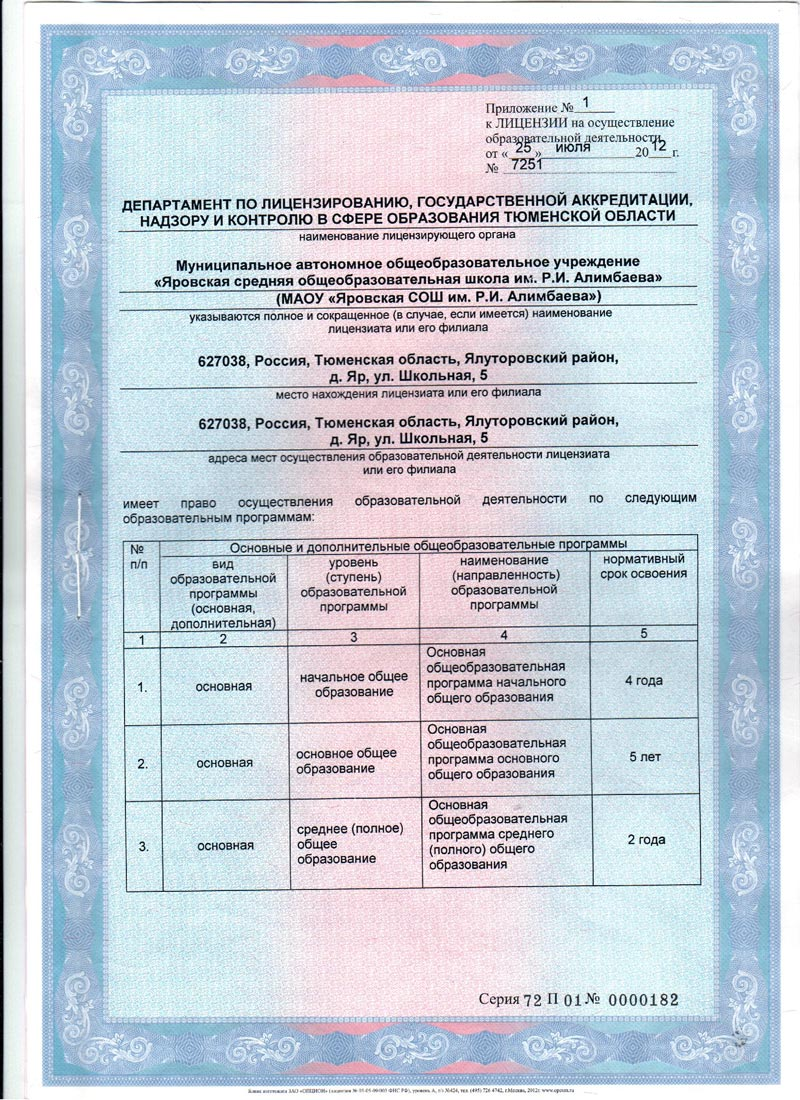 Приложение № 1
к ЛИЦЕНЗИИ на осуществление
образовательной деятельности
от « 25 » июля 20 12 г.
№ 7251
ДЕПАРТАМЕНТ ПО ЛИЦЕНЗИРОВАНИЮ, ГОСУДАРСТВЕННОЙ АККРЕДИТАЦИИ,
НАДЗОРУ И КОНТРОЛЮ В СФЕРЕ ОБРАЗОВАНИЯ ТЮМЕНСКОЙ ОБЛАСТИ
наименование лицензирующего органа
Муниципальное автономное общеобразовательное учреждение
«Яровская средняя общеобразовательная школа им. Р.И. Алимбаева»
(МАОУ «Яровская СОШ им. Р.И. Алимбаева»)
указываются полное и сокращенное (в случае, если имеется) наименование
лицензиата или его филиала
627038, Россия, Тюменская область, Ялуторовский район,
д. Яр, ул. Школьная, 5
место нахождения лицензиата или его филиала
627038, Россия, Тюменская область, Ялуторовский район,
д. Яр, ул. Школьная, 5
адреса мест осуществления образовательной деятельности лицензиата
или его филиала
имеет право осуществления образовательной деятельности по следующим
образовательным программам:
№
п/п
Основные и дополнительные общеобразовательные программы
вид
образовательной
программы
(основная,
дополнительная)
уровень
(ступень)
образовательной
программы
наименование
(направленность)
образовательной
программы
нормативный
срок освоения
1 2 3 4 5
1.
основная
начальное общее
образование
Основная
общеобразовательная
программа начального
общего образования
4 года
2.
основная
основное общее
образование
Основная
общеобразовательная
программа основного
общего образования
5 лет
3.
основная
среднее (полное)
общее
образование
Основная
общеобразовательная
программа среднего
(полного) общего
образования
2 года
Серия 72 П 01 № 0000182